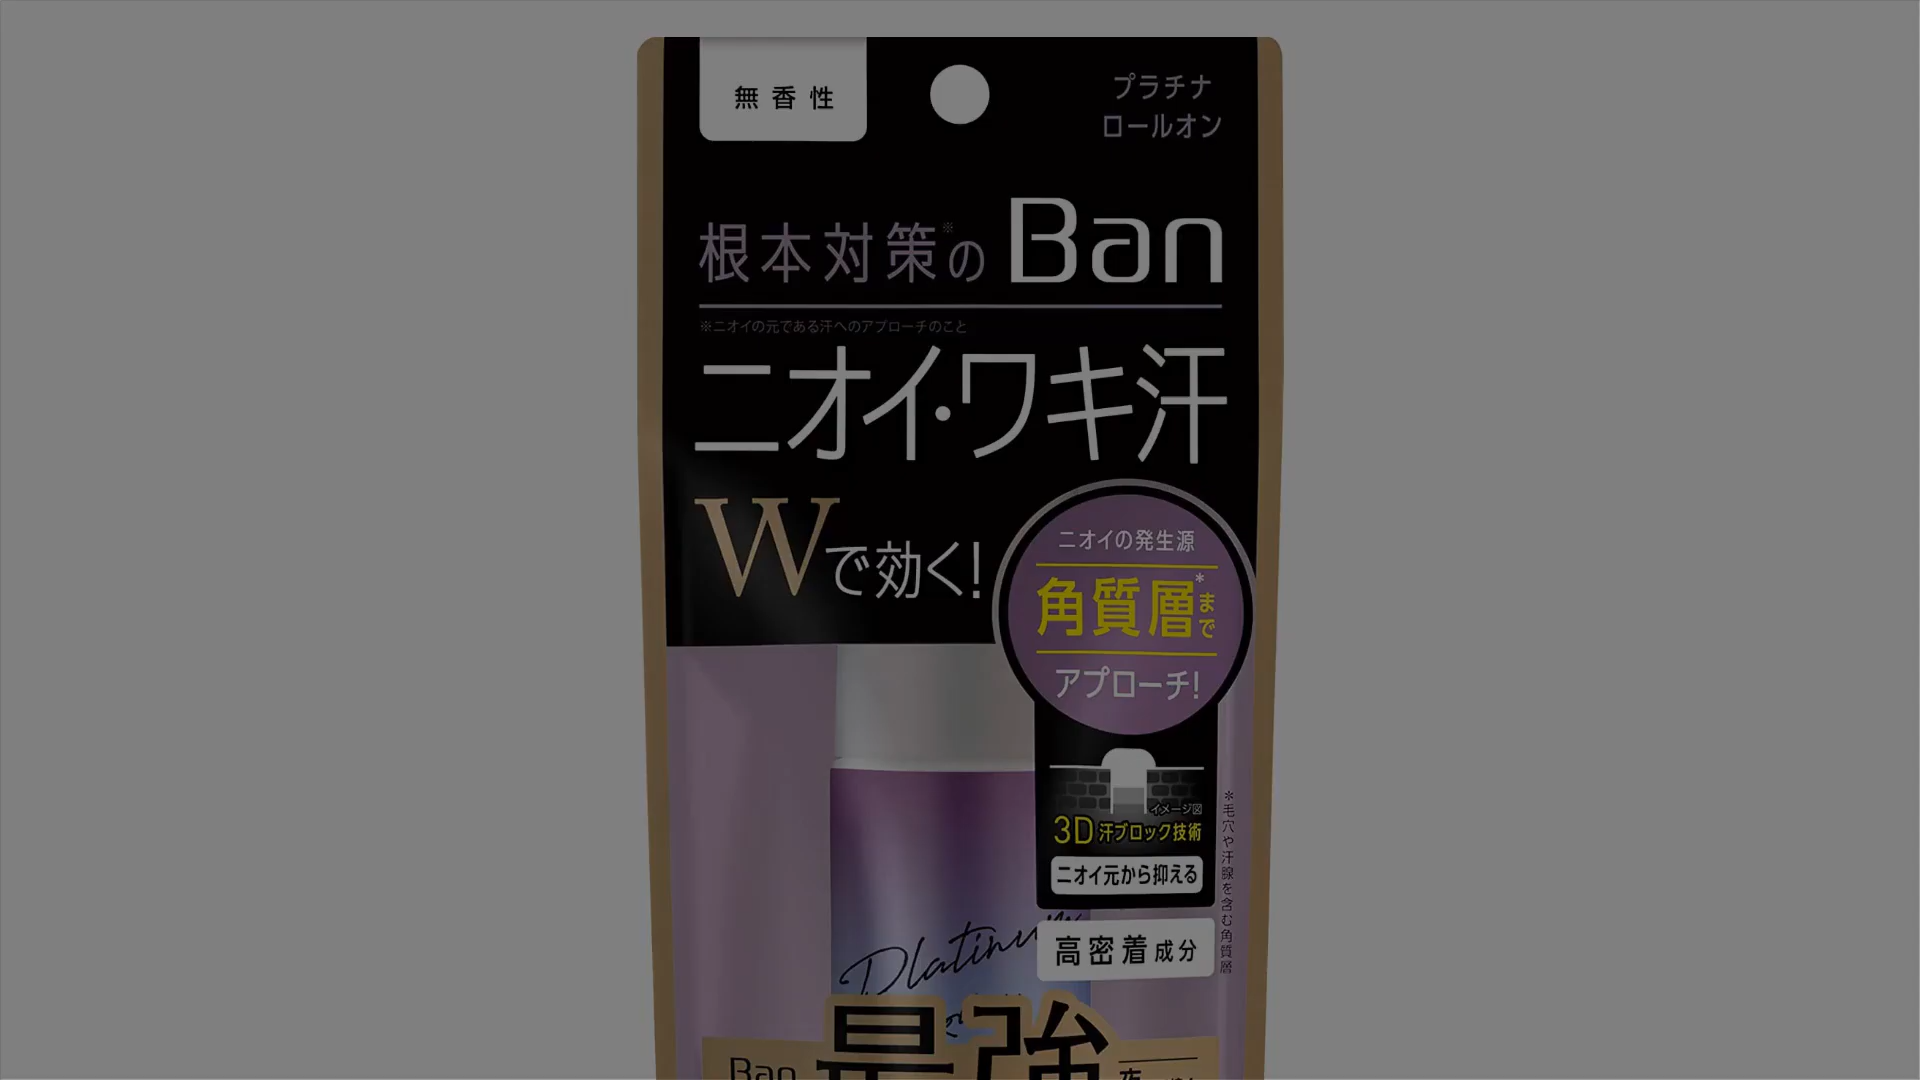 無香性
プラチナ
ロールオン
根本対策※の Ban
※ニオイの元である汗へのアプローチのこと
ニオイ・ワキ汗
Wで効く!
ニオイの発生源
角質層*まで
アプローチ!
イメージ図
3D汗ブロック技術
ニオイ元から抑える
高密着成分
*毛穴や汗腺を含む角質層
Platinum
Ban 最強